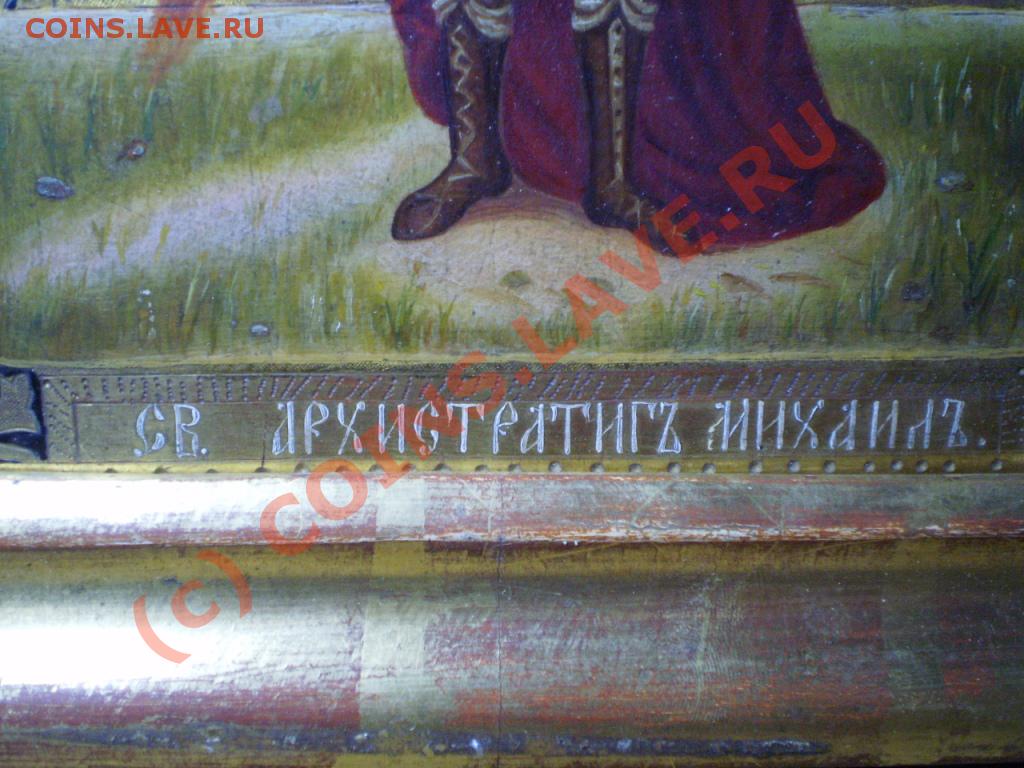 COINS.LAVE.RU
(c) COINS.LAVE.RU
СВ. АРХИСТРАТИГЪ МИХАИЛЪ.